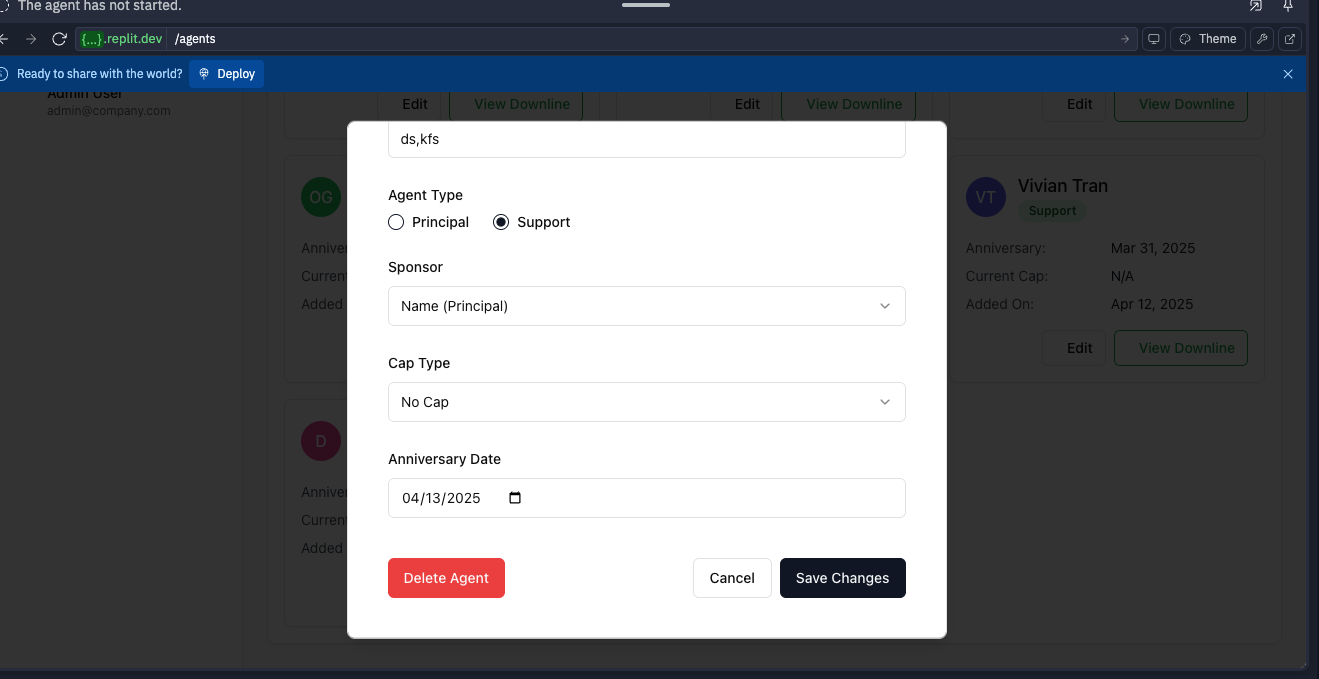 The agent has not started.
{...}.replit.dev /agents Theme
Ready to share with the world? Deploy
Admin User
admin@company.com
Edit View Downline Edit View Downline Edit View Downline
ds,kfs
Agent Type
Principal Support
Sponsor
Name (Principal)
Cap Type
No Cap
Anniversary Date
04/13/2025
Delete Agent Cancel Save Changes
OG
Anniver
Current
Added
VT Vivian Tran
Support
Anniversary: Mar 31, 2025
Current Cap: N/A
Added On: Apr 12, 2025
Edit View Downline
D
Anniver
Current
Added